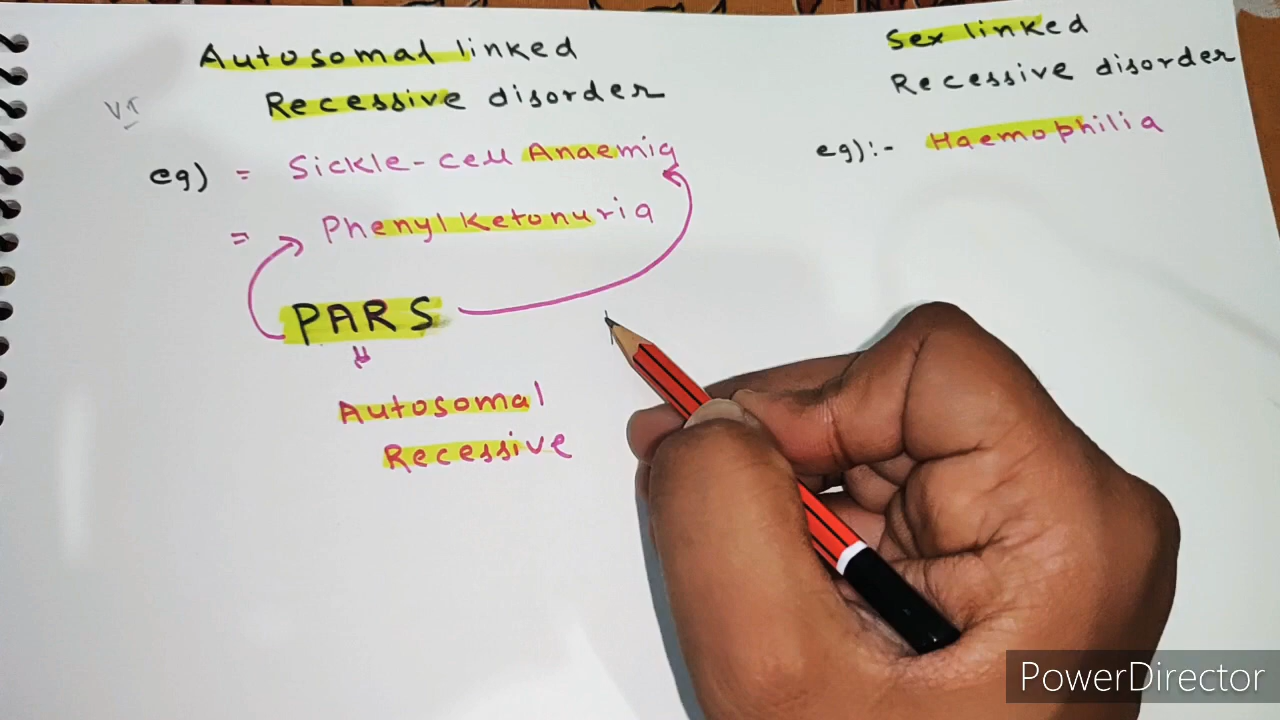 Autosomal linked
Recessive disorder
eg) = Sickle-cell Anaemia
= Phenyl Ketonuria
PARS
Autosomal
Recessive
Sex linked
Recessive disorder
eg):- Haemophilia
PowerDirector